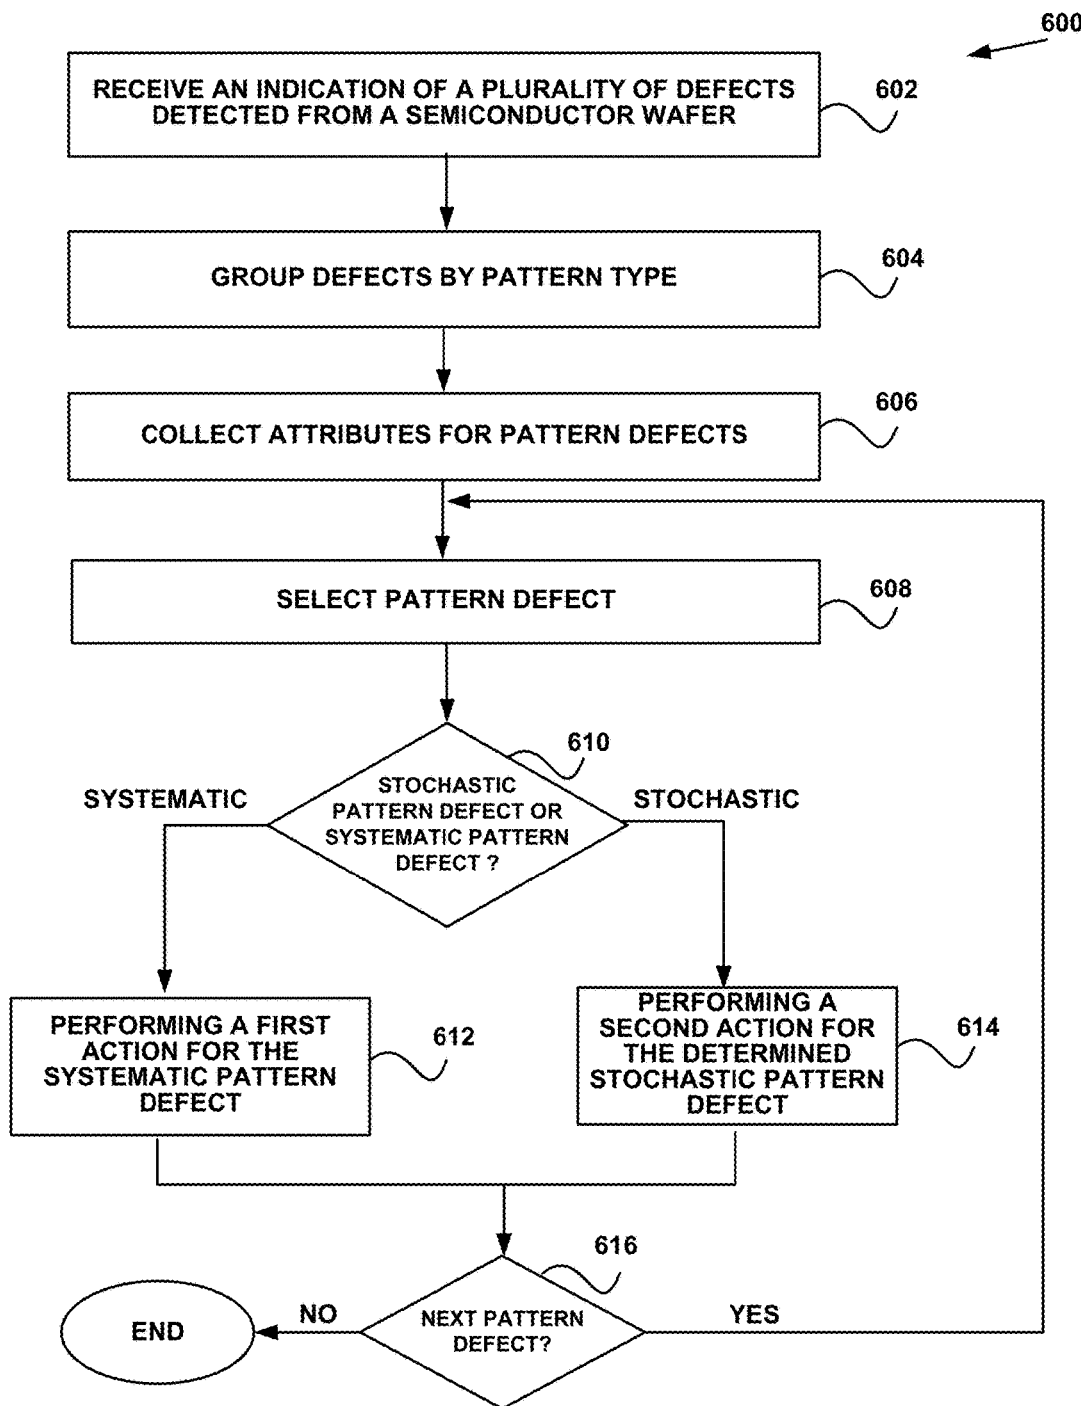 600
RECEIVE AN INDICATION OF A PLURALITY OF DEFECTS
DETECTED FROM A SEMICONDUCTOR WAFER
602
GROUP DEFECTS BY PATTERN TYPE
604
COLLECT ATTRIBUTES FOR PATTERN DEFECTS
606
SELECT PATTERN DEFECT
608
610
STOCHASTIC
PATTERN DEFECT OR
SYSTEMATIC PATTERN
DEFECT ?
SYSTEMATIC
STOCHASTIC
PERFORMING A FIRST
ACTION FOR THE
SYSTEMATIC PATTERN
DEFECT
612
PERFORMING A
SECOND ACTION FOR
THE DETERMINED
STOCHASTIC PATTERN
DEFECT
614
616
NEXT PATTERN
DEFECT?
NO
YES
END